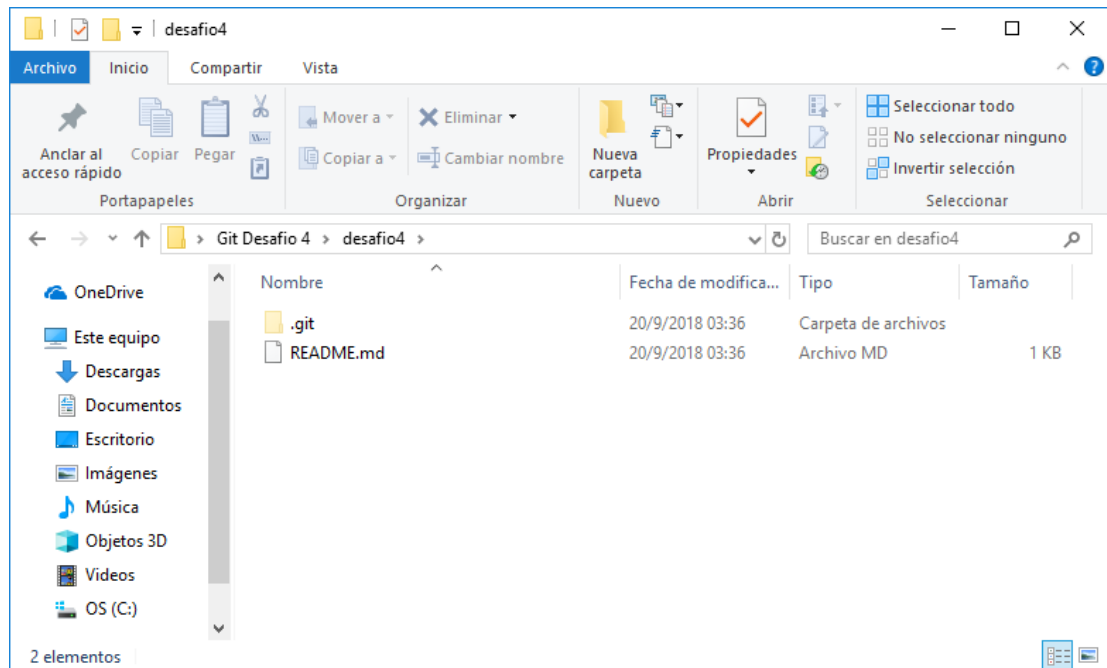 desafio4
Archivo Inicio Compartir Vista
Anclar al acceso rápido
Copiar
Pegar
Mover a
Copiar a
Eliminar
Cambiar nombre
Nueva carpeta
Propiedades
Seleccionar todo
No seleccionar ninguno
Invertir selección
Portapapeles Organizar Nuevo Abrir Seleccionar
Git Desafio 4 > desafio4 >
Buscar en desafio4
Nombre Fecha de modifica... Tipo Tamaño
.git 20/9/2018 03:36 Carpeta de archivos
README.md 20/9/2018 03:36 Archivo MD 1 KB
OneDrive
Este equipo
Descargas
Documentos
Escritorio
Imágenes
Música
Objetos 3D
Videos
OS (C:)
2 elementos